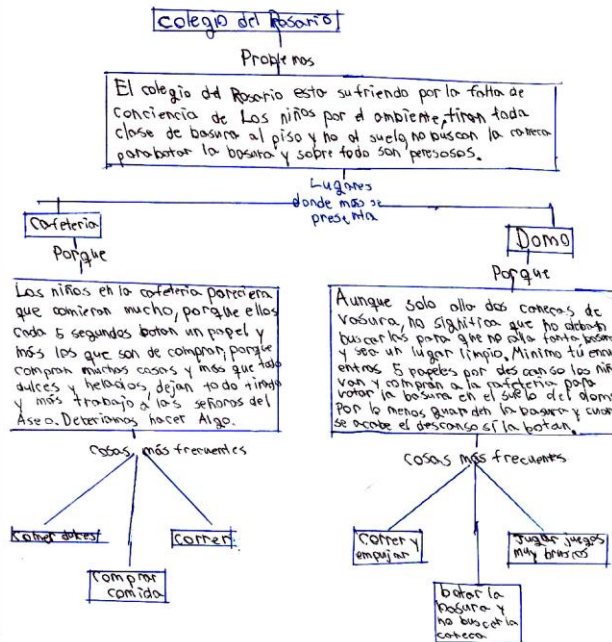 Colegio del Rosario
Problemas
El colegio del Rosario esta sufriendo por la falta de
conciencia de Los niños por el ambiente, tiran toda
clase de basura al piso y no al suelo, no buscan la caneca
para botar la basura y sobre todo son peresosos.
Lugares
donde más se
presenta
Cafeteria
Porque
Los niños en la cafeteria pareciera
que comieran mucho, porque ellos
cada 5 segundos botan un papel y
más los que son de comprar, porque
compran muchas cosas y más que todo
dulces y helados, dejan todo tirado
y más trabajo a las señoras del
Aseo. Deberiamos hacer Algo.
cosas más frecuentes
comer dulces
comprar
comida
correr
Domo
Porque
Aunque solo alla dos canecas de
vasura, no significa que no deban
buscarlas para que no alla tanta basura
y sea un lugar limpio. Minimo tú
entras 5 papeles por descanso los
van y compran a la cafeteria para
votar la basura en el suelo del domo
Por lo menos guarden la basura y
se acabe el descanso sí la botan.
cosas más frecuentes
correr y
empujar
botar la
basura y
no buscar la
caneca
Jugar juegos
muy bruscos